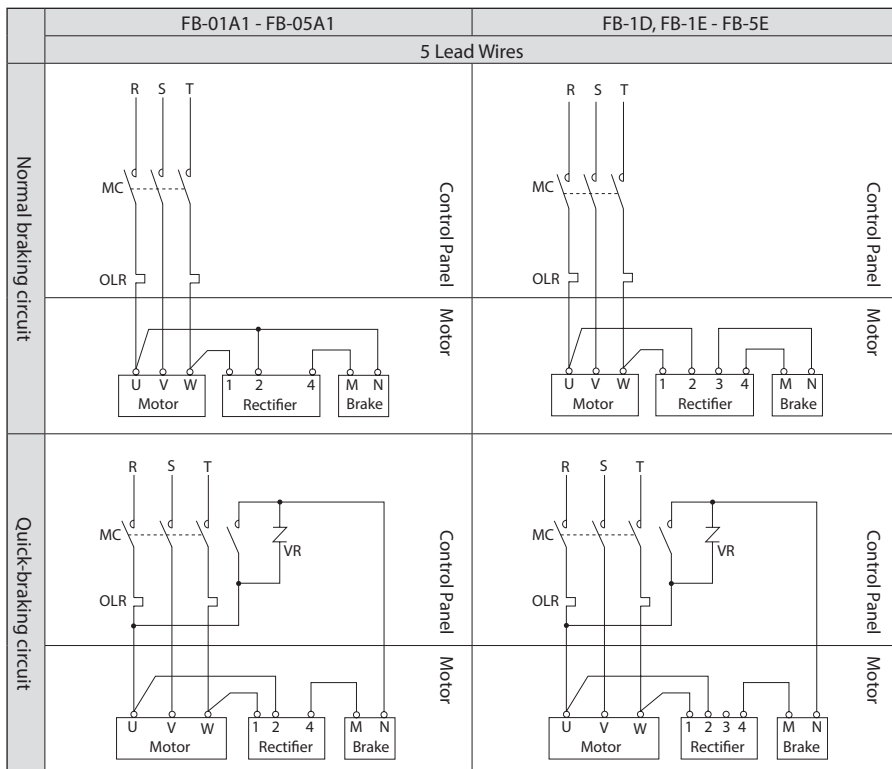 FB-01A1 - FB-05A1
FB-1D, FB-1E - FB-5E
5 Lead Wires
Normal braking circuit
R S T
MC
OLR
Control Panel
Motor
U V W
Motor
1 2 4
Rectifier
M N
Brake
R S T
MC
OLR
Control Panel
Motor
U V W
Motor
1 2 3 4
Rectifier
M N
Brake
Quick-braking circuit
R S T
MC
VR
OLR
Control Panel
Motor
U V W
Motor
1 2 4
Rectifier
M N
Brake
R S T
MC
VR
OLR
Control Panel
Motor
U V W
Motor
1 2 3 4
Rectifier
M N
Brake